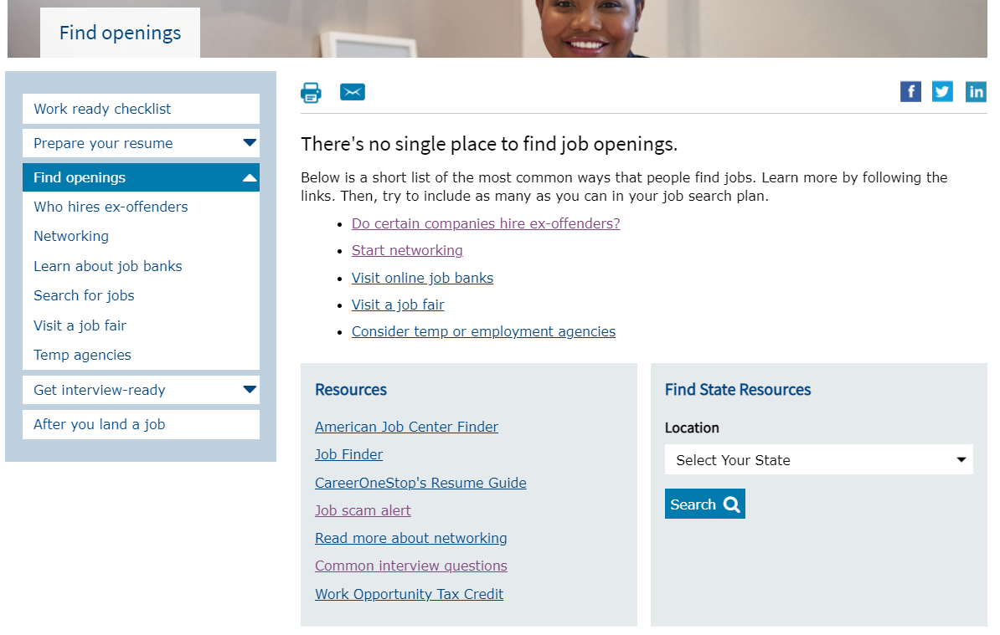 Find openings
Work ready checklist
Prepare your resume
Find openings
Who hires ex-offenders
Networking
Learn about job banks
Search for jobs
Visit a job fair
Temp agencies
Get interview-ready
After you land a job
f
in
There's no single place to find job openings.
Below is a short list of the most common ways that people find jobs. Learn more by following the
links. Then, try to include as many as you can in your job search plan.
Do certain companies hire ex-offenders?
Start networking
Visit online job banks
Visit a job fair
Consider temp or employment agencies
Resources
American Job Center Finder
Job Finder
CareerOneStop's Resume Guide
Job scam alert
Read more about networking
Common interview questions
Work Opportunity Tax Credit
Find State Resources
Location
Select Your State
Search